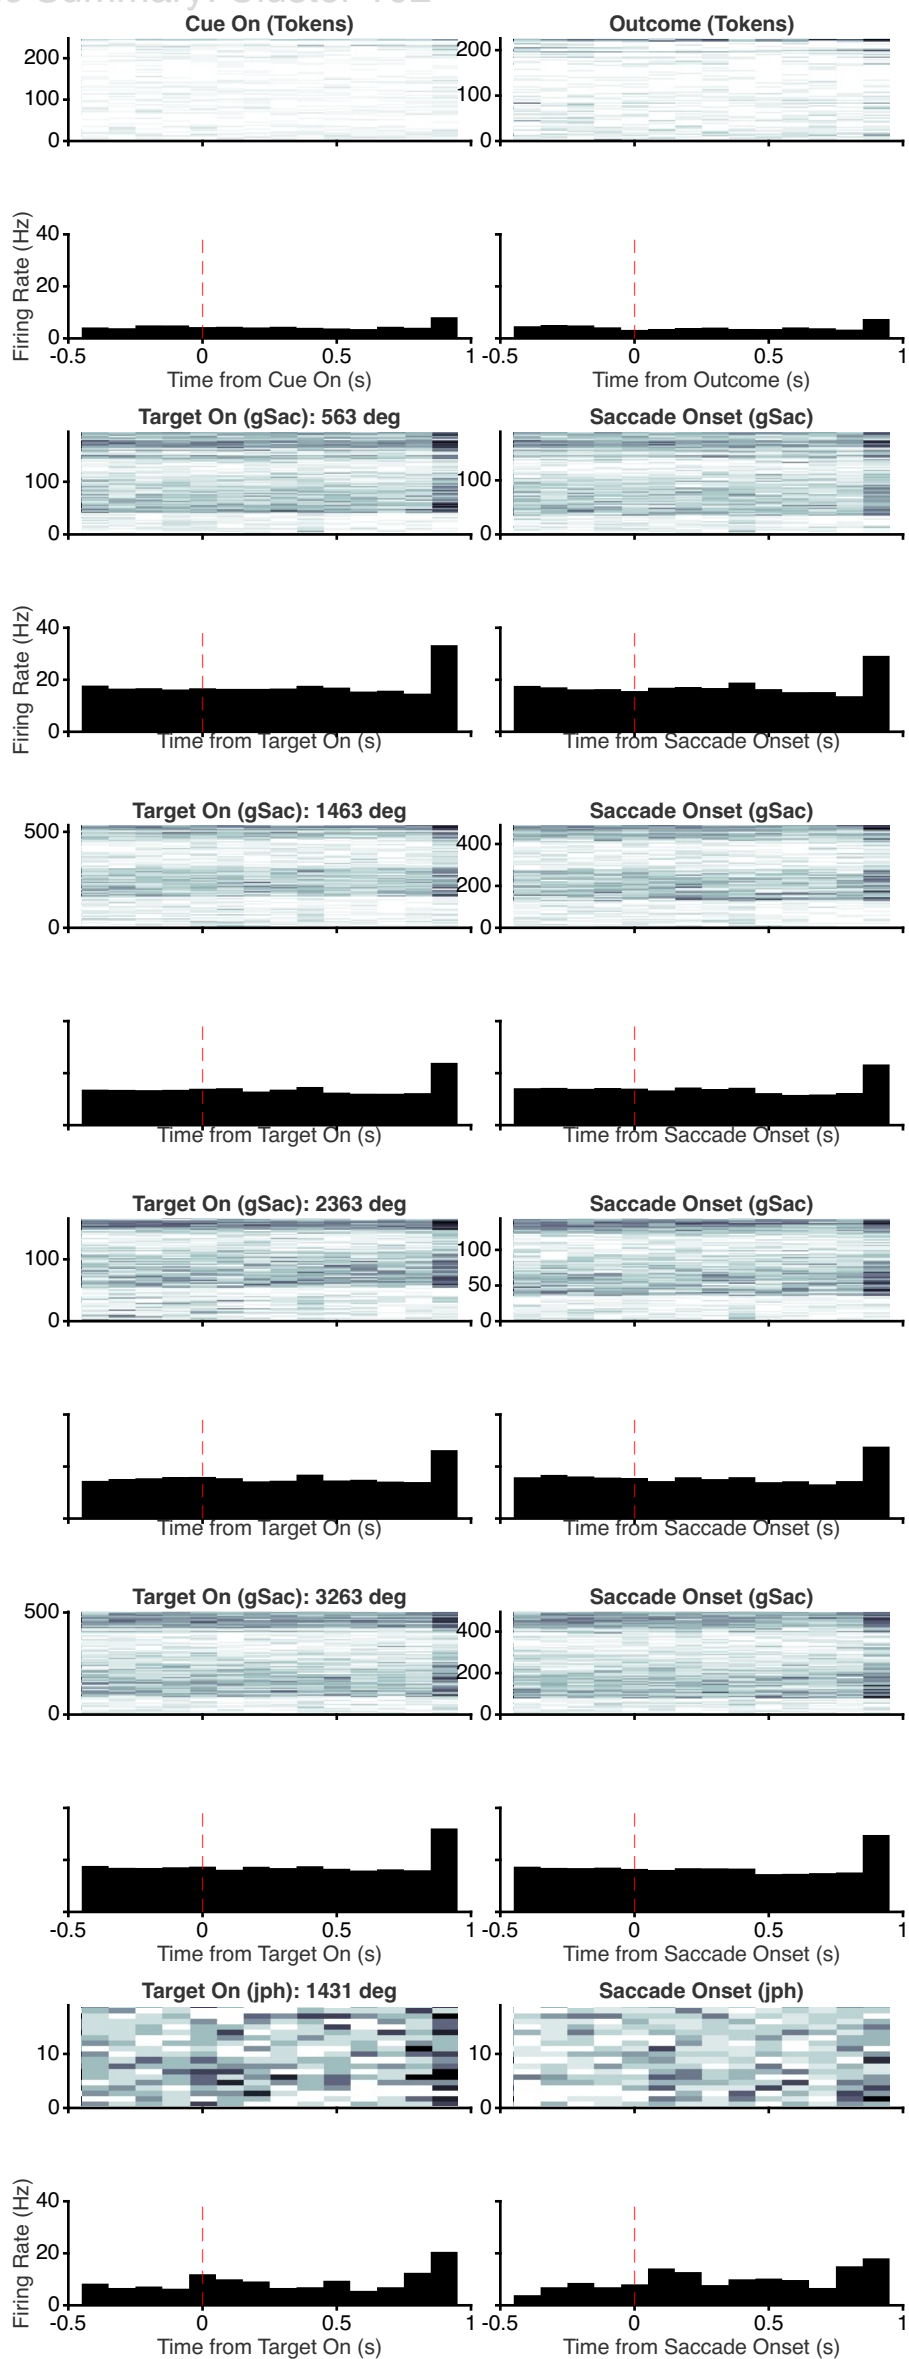 Summary: Cluster
Cue On (Tokens) Outcome (Tokens)
200 200
100 100
0 0
Firing Rate (Hz)
40
20
0
-0.5 0 0.5 1 -0.5 0 0.5 1
Time from Cue On (s) Time from Outcome (s)
Target On (gSac): 563 deg Saccade Onset (gSac)
100 100
0 0
Firing Rate (Hz)
40
20
0
Time from Target On (s) Time from Saccade Onset (s)
Target On (gSac): 1463 deg Saccade Onset (gSac)
500 400
200
0 0
Time from Target On (s) Time from Saccade Onset (s)
Target On (gSac): 2363 deg Saccade Onset (gSac)
100 100
50
0 0
Time from Target On (s) Time from Saccade Onset (s)
Target On (gSac): 3263 deg Saccade Onset (gSac)
500 400
200
0 0
-0.5 0 0.5 1 -0.5 0 0.5 1
Time from Target On (s) Time from Saccade Onset (s)
Target On (jph): 1431 deg Saccade Onset (jph)
10 10
0 0
Firing Rate (Hz)
40
20
0
-0.5 0 0.5 1 -0.5 0 0.5 1
Time from Target On (s) Time from Saccade Onset (s)